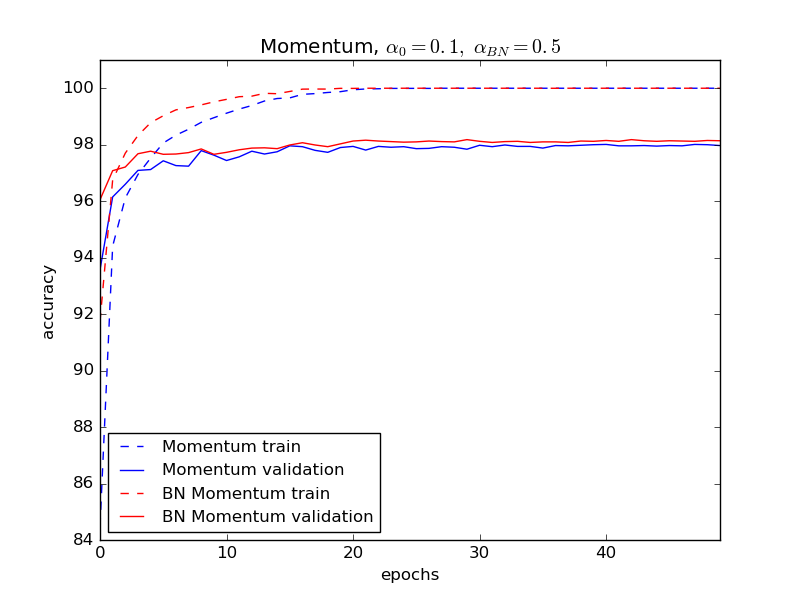 Momentum, α₀ = 0.1, α_BN = 0.5
100
98
96
94
92
90
88
86
84
accuracy
Momentum train
Momentum validation
BN Momentum train
BN Momentum validation
0 10 20 30 40
epochs